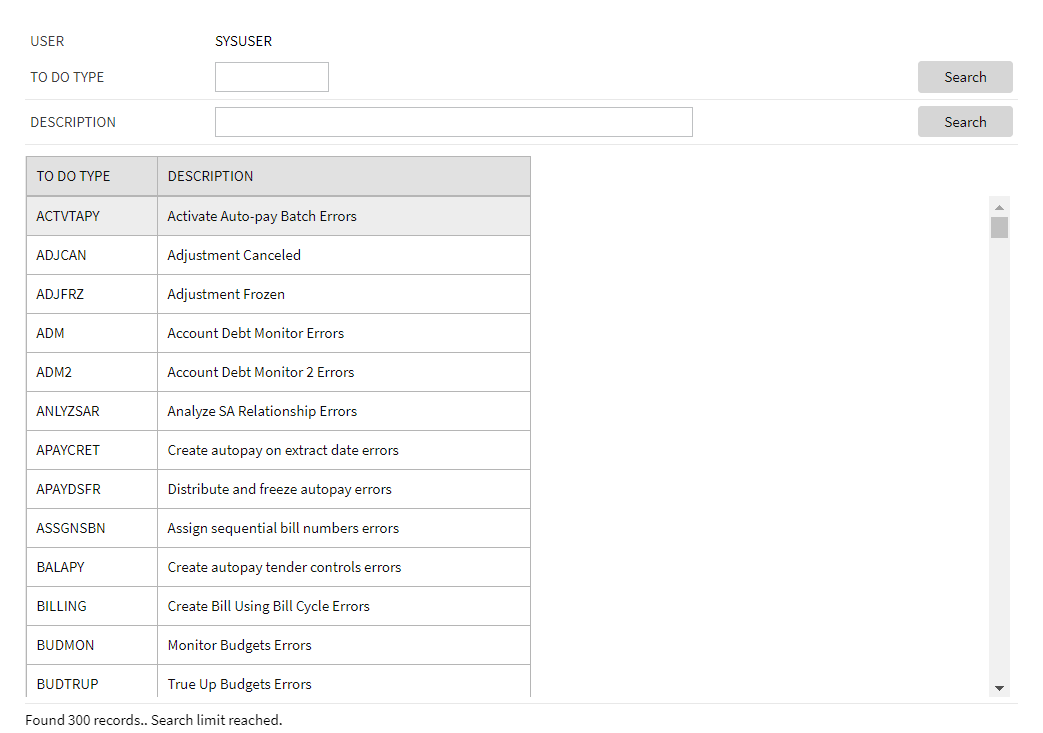 USER SYSUSER
TO DO TYPE Search
DESCRIPTION Search
TO DO TYPE DESCRIPTION
ACTVTAPY Activate Auto-pay Batch Errors
ADJCAN Adjustment Canceled
ADJFRZ Adjustment Frozen
ADM Account Debt Monitor Errors
ADM2 Account Debt Monitor 2 Errors
ANLYZSAR Analyze SA Relationship Errors
APAYCRET Create autopay on extract date errors
APAYDSFR Distribute and freeze autopay errors
ASSGNSBN Assign sequential bill numbers errors
BALAPY Create autopay tender controls errors
BILLING Create Bill Using Bill Cycle Errors
BUDMON Monitor Budgets Errors
BUDTRUP True Up Budgets Errors
Found 300 records.. Search limit reached.